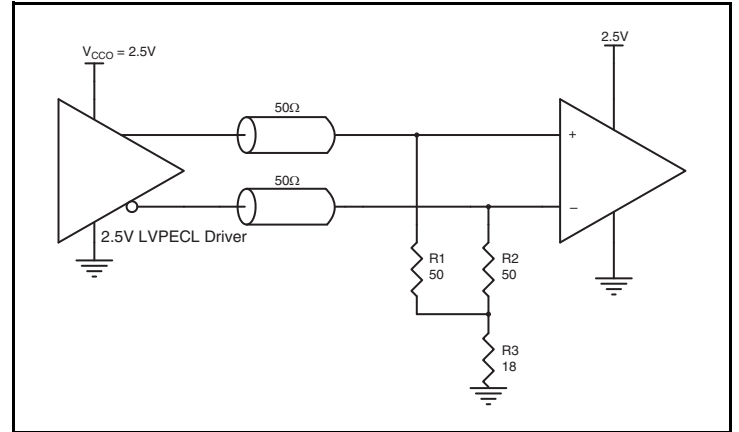 V_CCO = 2.5V
2.5V
50Ω
+
50Ω
−
2.5V LVPECL Driver
R1
50
R2
50
R3
18